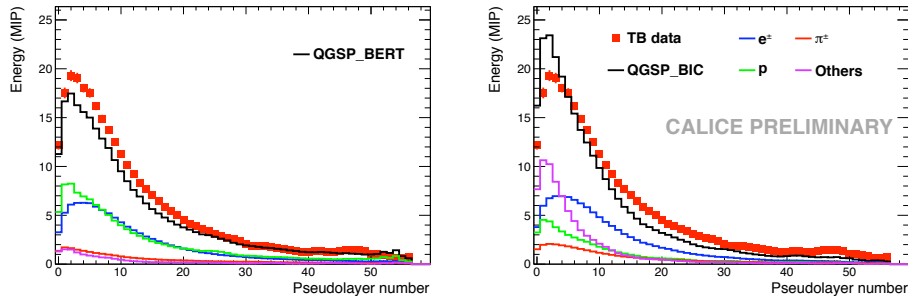 Energy (MIP)
25
20
15
10
5
0
0 10 20 30 40 50
Pseudolayer number
QGSP_BERT
Energy (MIP)
25
20
15
10
5
0
0 10 20 30 40 50
Pseudolayer number
TB data e± π±
QGSP_BIC p Others
CALICE PRELIMINARY